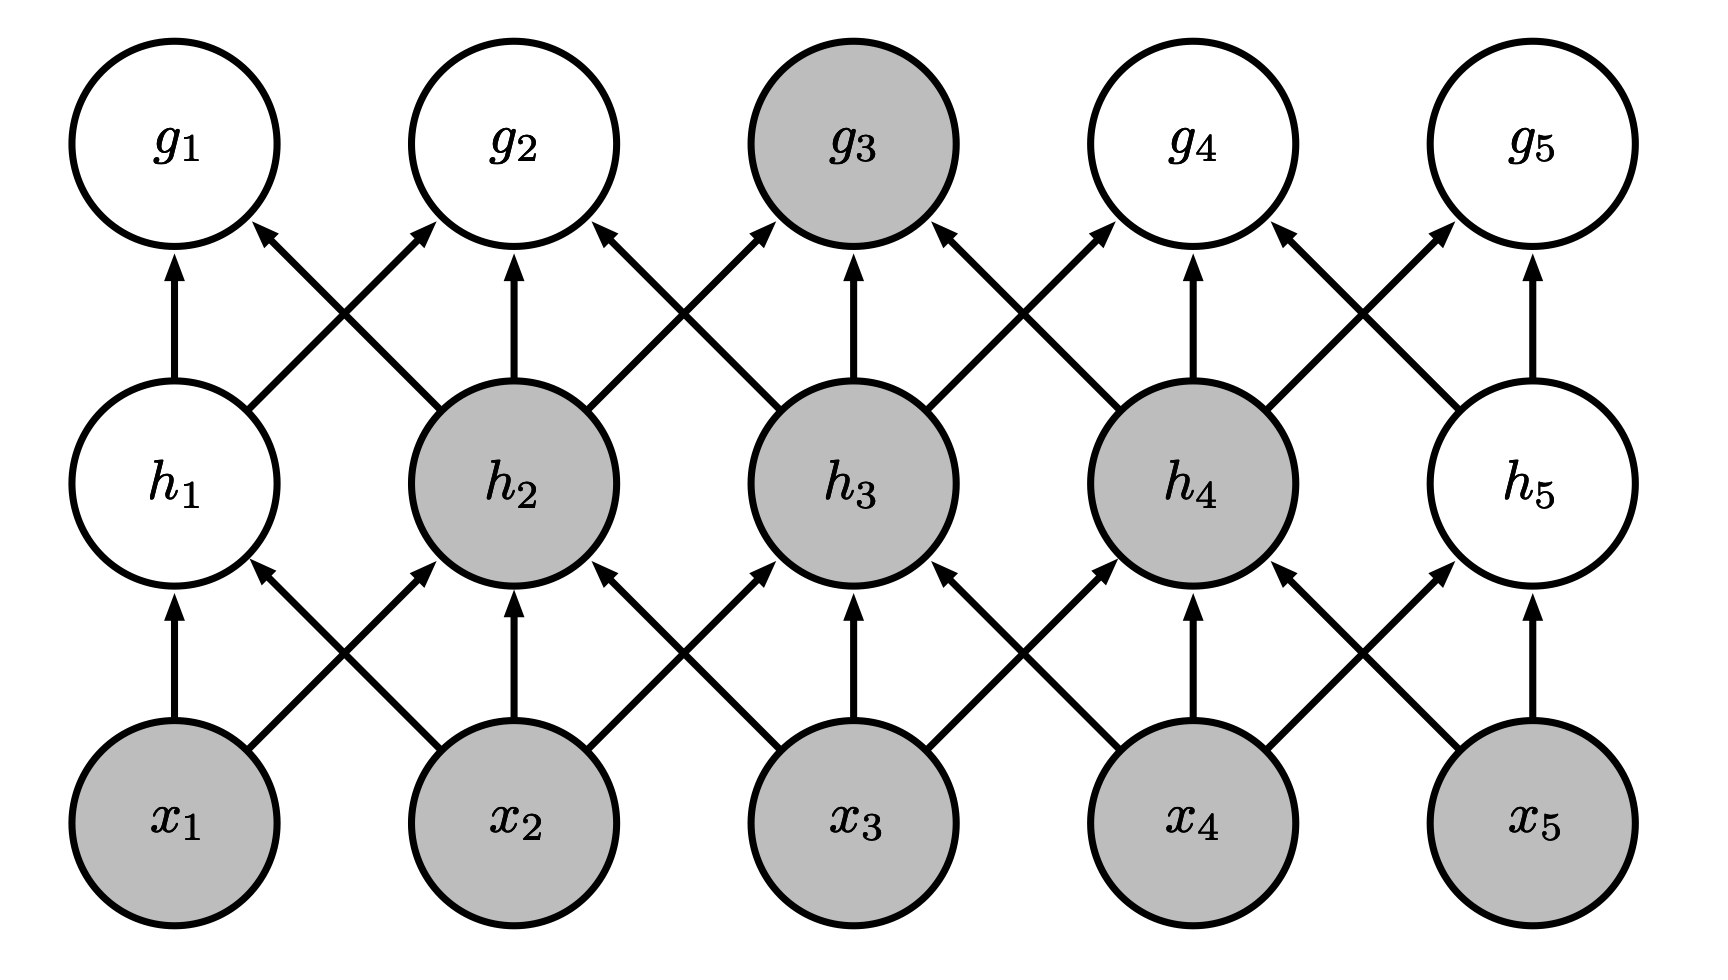 g₁ g₂ g₃ g₄ g₅
h₁ h₂ h₃ h₄ h₅
x₁ x₂ x₃ x₄ x₅